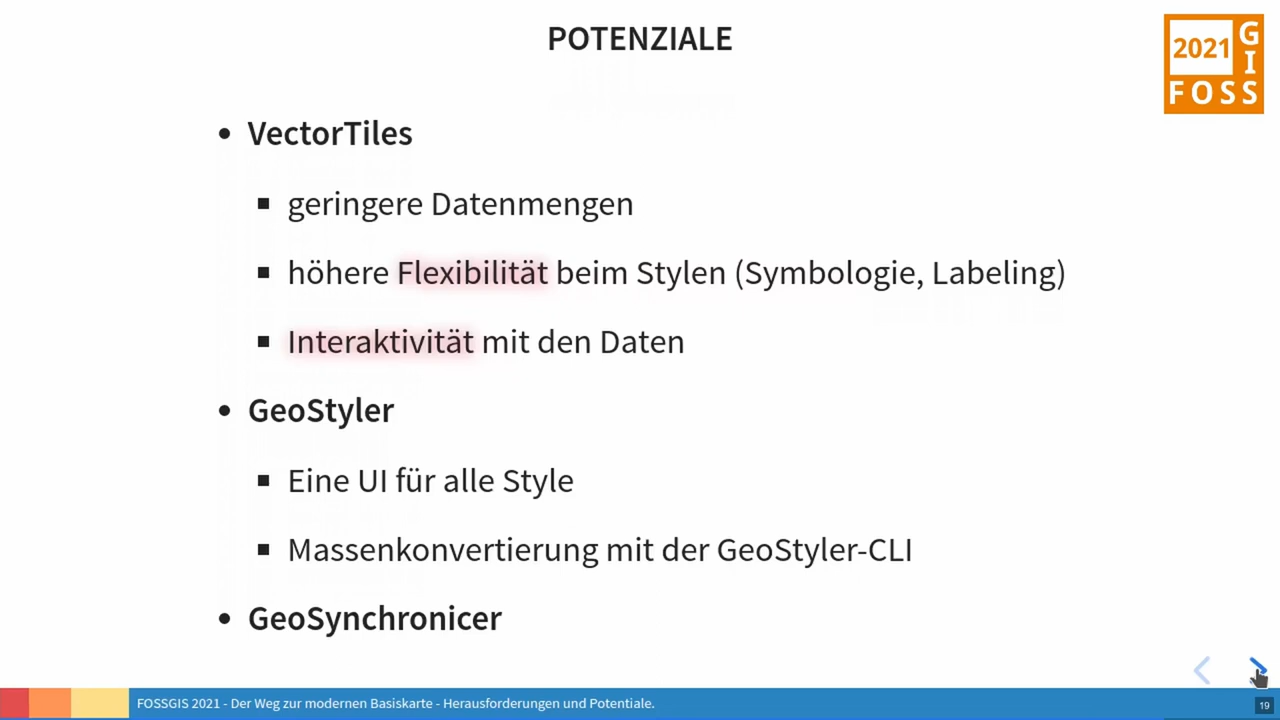 POTENZIALE
2021
G
I
FOSS
• VectorTiles
▪ geringere Datenmengen
▪ höhere Flexibilität beim Stylen (Symbologie, Labeling)
▪ Interaktivität mit den Daten
• GeoStyler
▪ Eine UI für alle Style
▪ Massenkonvertierung mit der GeoStyler-CLI
• GeoSynchronicer
FOSSGIS 2021 - Der Weg zur modernen Basiskarte - Herausforderungen und Potentiale.
19